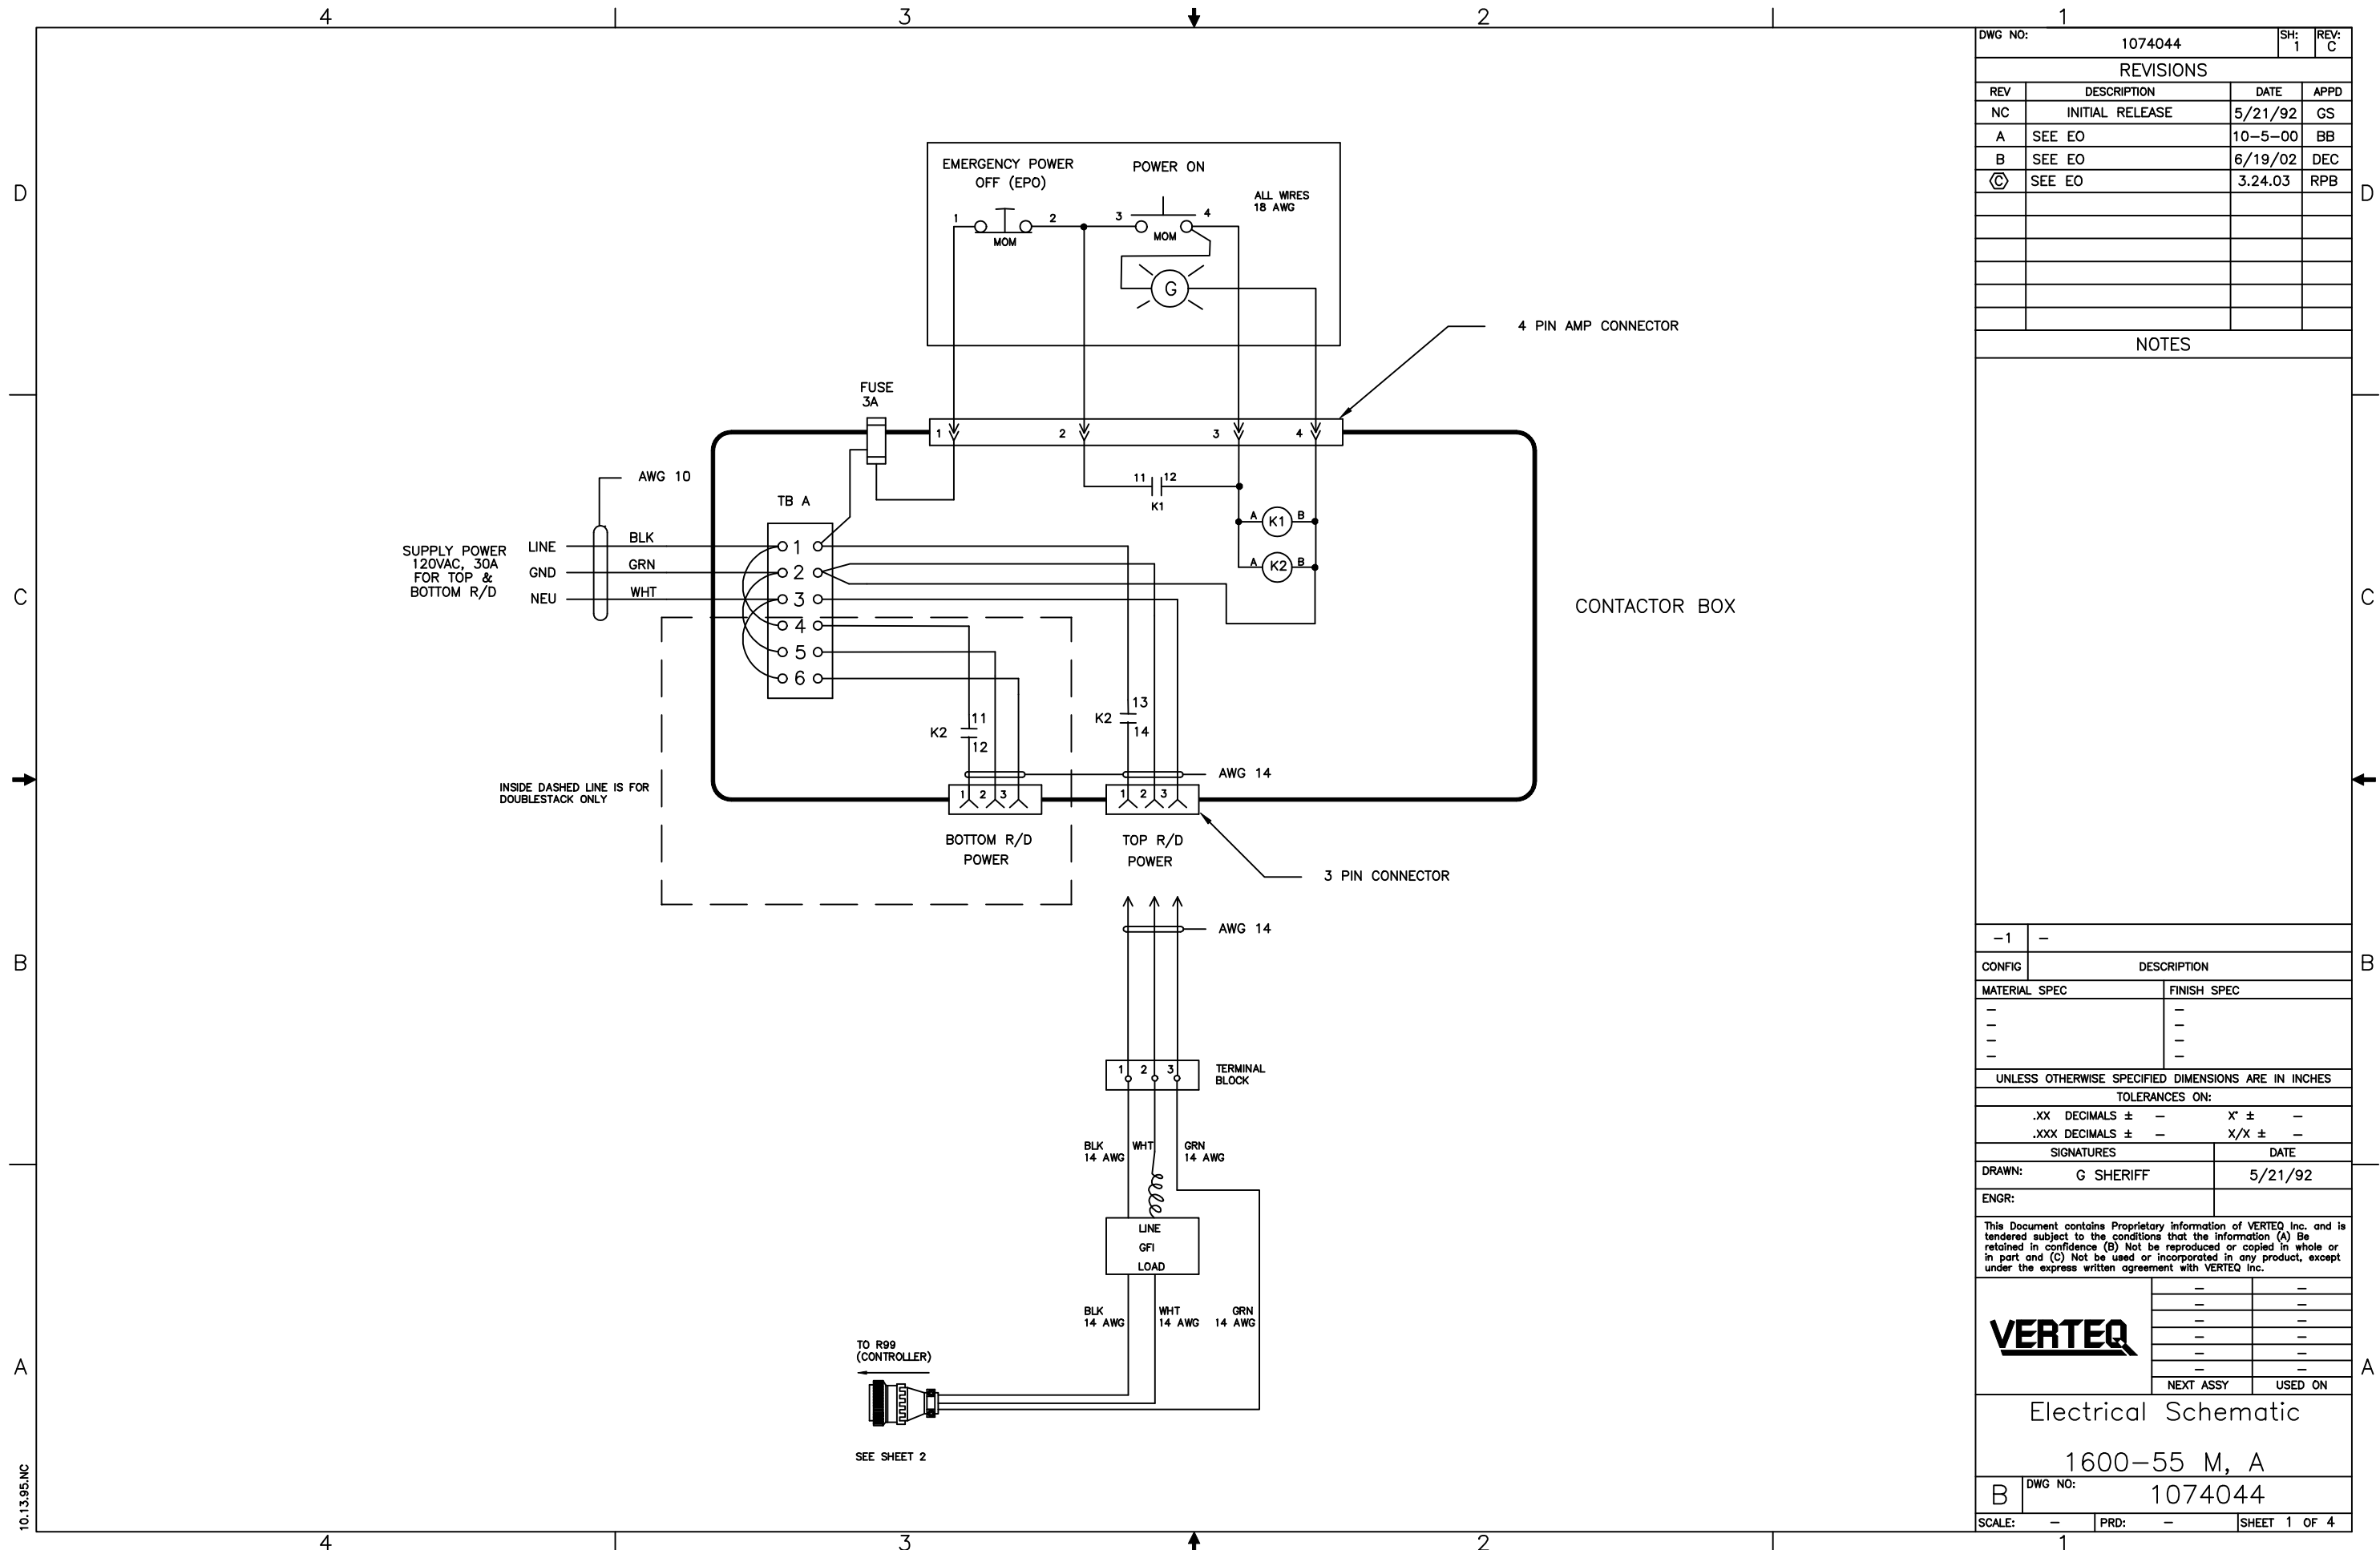 4 3 2 1
DWG NO: 1074044 SH: 1 REV: C
REVISIONS
REV DESCRIPTION DATE APPD
NC INITIAL RELEASE 5/21/92 GS
A SEE EO 10-5-00 BB
B SEE EO 6/19/02 DEC
C SEE EO 3.24.03 RPB
NOTES
D D
EMERGENCY POWER
OFF (EPO)
POWER ON
ALL WIRES
18 AWG
1 2 3 4
MOM MOM
G
4 PIN AMP CONNECTOR
FUSE
3A
1 2 3 4
AWG 10
TB A
11 12
K1
A K1 B
A K2 B
SUPPLY POWER
120VAC, 30A
FOR TOP &
BOTTOM R/D
LINE BLK 1
GND GRN 2
NEU WHT 3
4
5
6
C C
CONTACTOR BOX
K2 11
12
K2 13
14
AWG 14
INSIDE DASHED LINE IS FOR
DOUBLESTACK ONLY
1 2 3
1 2 3
BOTTOM R/D
POWER
TOP R/D
POWER
3 PIN CONNECTOR
AWG 14
B B
1 2 3
TERMINAL
BLOCK
BLK
14 AWG
WHT
GRN
14 AWG
LINE
GFI
LOAD
BLK
14 AWG
WHT
14 AWG
GRN
14 AWG
TO R99
(CONTROLLER)
SEE SHEET 2
A A
10.13.95.NC
-1 -
CONFIG DESCRIPTION
MATERIAL SPEC FINISH SPEC
- -
- -
- -
- -
UNLESS OTHERWISE SPECIFIED DIMENSIONS ARE IN INCHES
TOLERANCES ON:
.XX DECIMALS ± - X° ± -
.XXX DECIMALS ± - X/X ± -
SIGNATURES DATE
DRAWN: G SHERIFF 5/21/92
ENGR:
This Document contains Proprietary information of VERTEQ Inc. and is
tendered subject to the conditions that the information (A) Be
retained in confidence (B) Not be reproduced or copied in whole or
in part and (C) Not be used or incorporated in any product, except
under the express written agreement with VERTEQ Inc.
- -
- -
- -
- -
- -
- -
VERTEQ
NEXT ASSY USED ON
Electrical Schematic
1600-55 M, A
B DWG NO: 1074044
SCALE: - PRD: - SHEET 1 OF 4
4 3 2 1